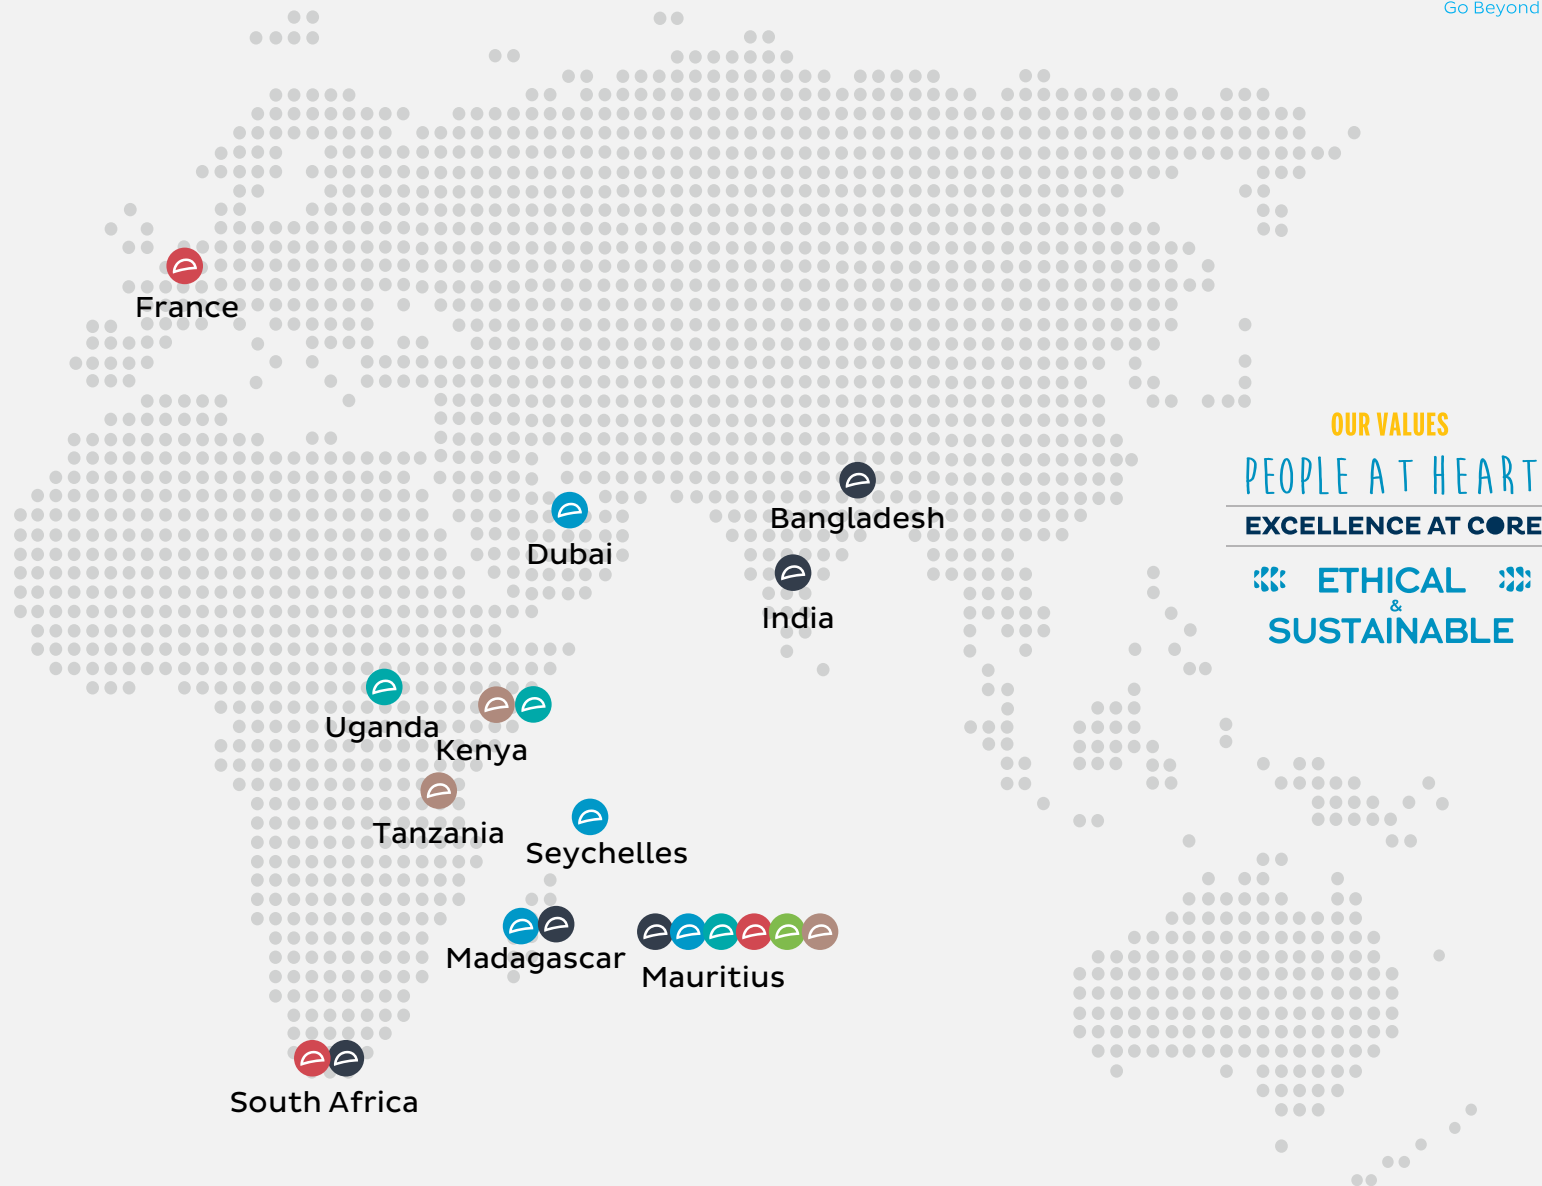 Go Beyond
France
OUR VALUES
PEOPLE AT HEART
Bangladesh
EXCELLENCE AT CORE
Dubai
ETHICAL
&
SUSTAINABLE
India
Uganda
Kenya
Tanzania
Seychelles
Madagascar
Mauritius
South Africa